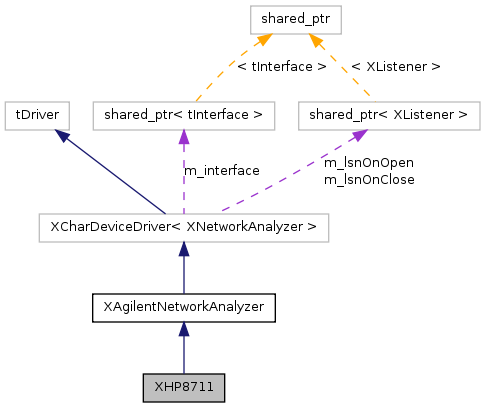 shared_ptr
< tInterface >
< XListener >
tDriver
shared_ptr< tInterface >
shared_ptr< XListener >
m_interface
m_lsnOnOpen
m_lsnOnClose
XCharDeviceDriver< XNetworkAnalyzer >
XAgilentNetworkAnalyzer
XHP8711